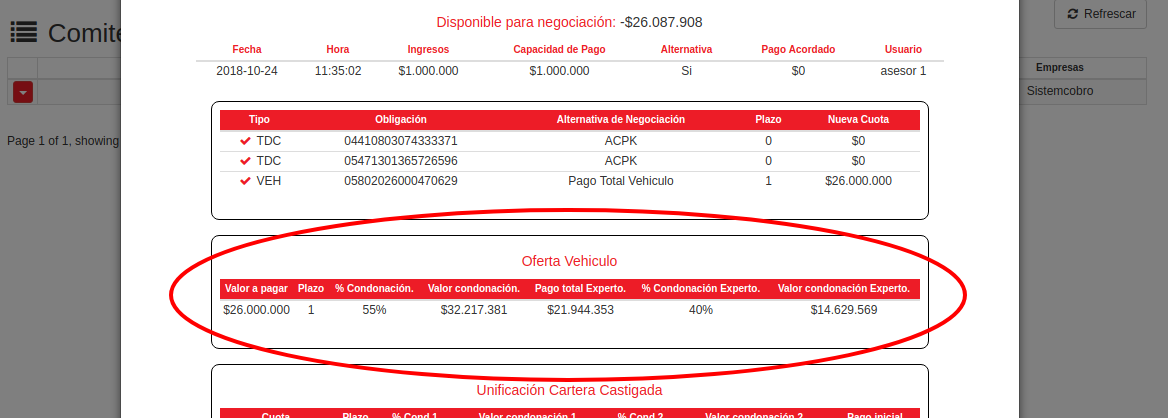 Disponible para negociación: -$26.087.908
Refrescar
Comite
Fecha Hora Ingresos Capacidad de Pago Alternativa Pago Acordado Usuario
2018-10-24 11:35:02 $1.000.000 $1.000.000 Si $0 asesor 1
Empresas
Sistemcobro
Page 1 of 1, showing
Tipo Obligación Alternativa de Negociación Plazo Nueva Cuota
TDC 04410803074333371 ACPK 0 $0
TDC 05471301365726596 ACPK 0 $0
VEH 05802026000470629 Pago Total Vehiculo 1 $26.000.000
Oferta Vehiculo
Valor a pagar Plazo % Condonación. Valor condonación. Pago total Experto. % Condonación Experto. Valor condonación Experto.
$26.000.000 1 55% $32.217.381 $21.944.353 40% $14.629.569
Unificación Cartera Castigada
Cuota Plazo % Cond 1 Valor condonación 1 % Cond 2 Valor condonación 2 Pago inicial